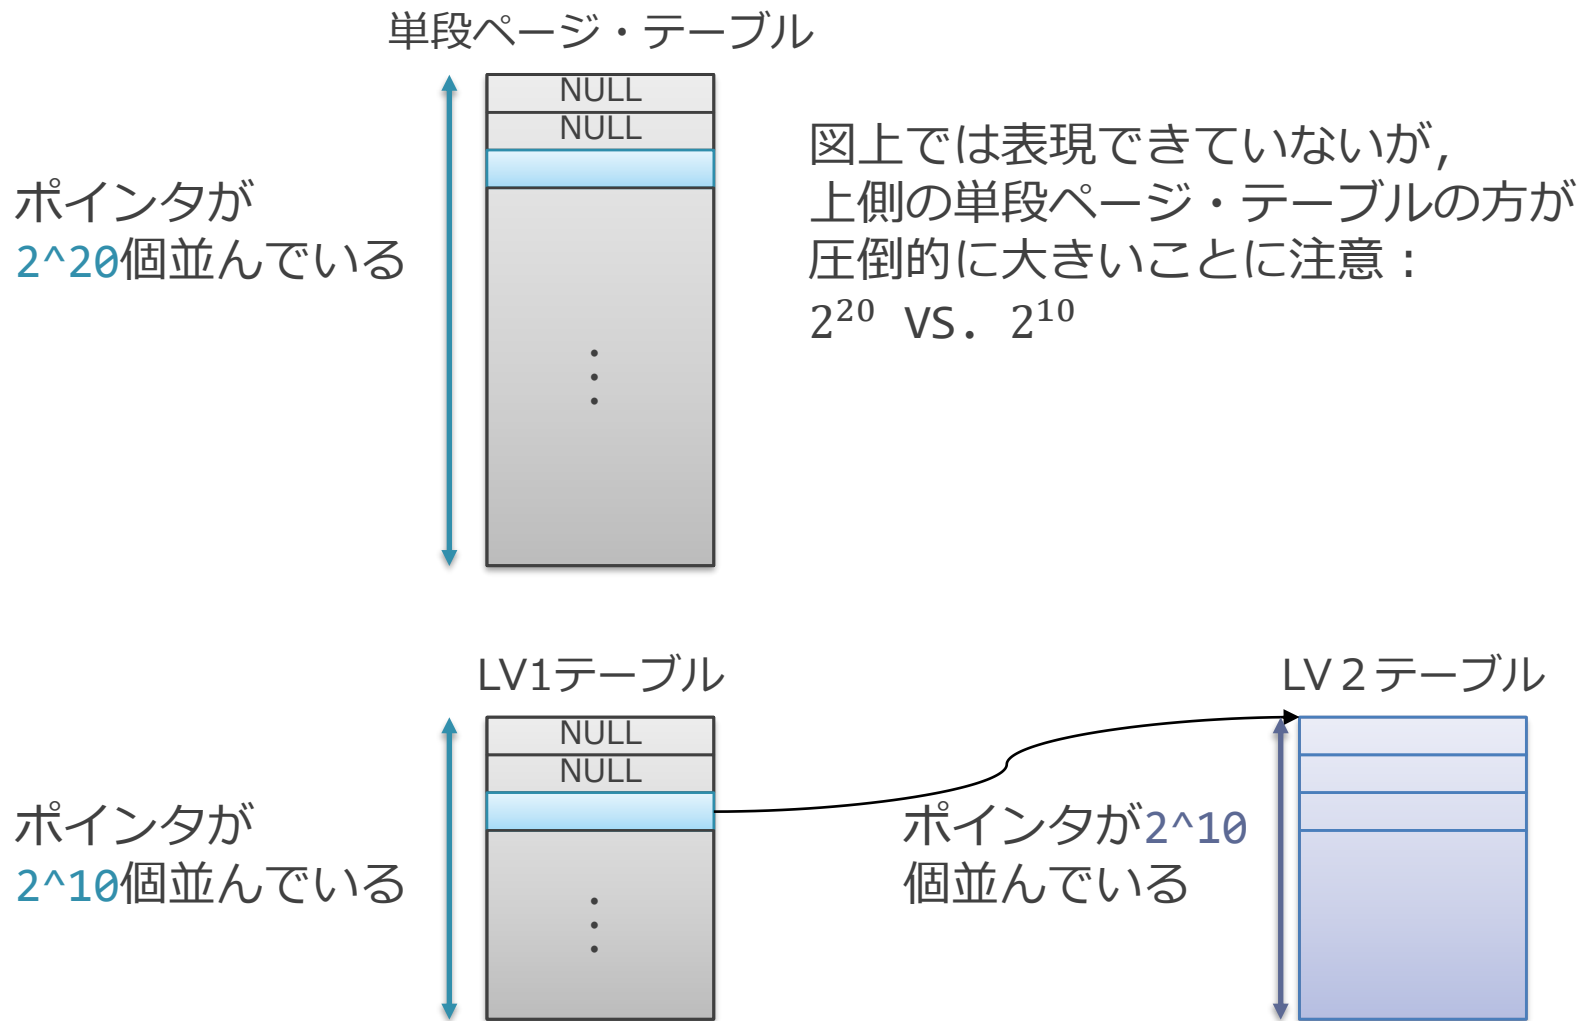 単段ページ・テーブル
NULL
NULL
ポインタが
2^20個並んでいる
図上では表現できていないが,
上側の単段ページ・テーブルの方が
圧倒的に大きいことに注意：
2²⁰ VS. 2¹⁰
LV1テーブル
NULL
NULL
ポインタが
2^10個並んでいる
LV２テーブル
ポインタが2^10
個並んでいる